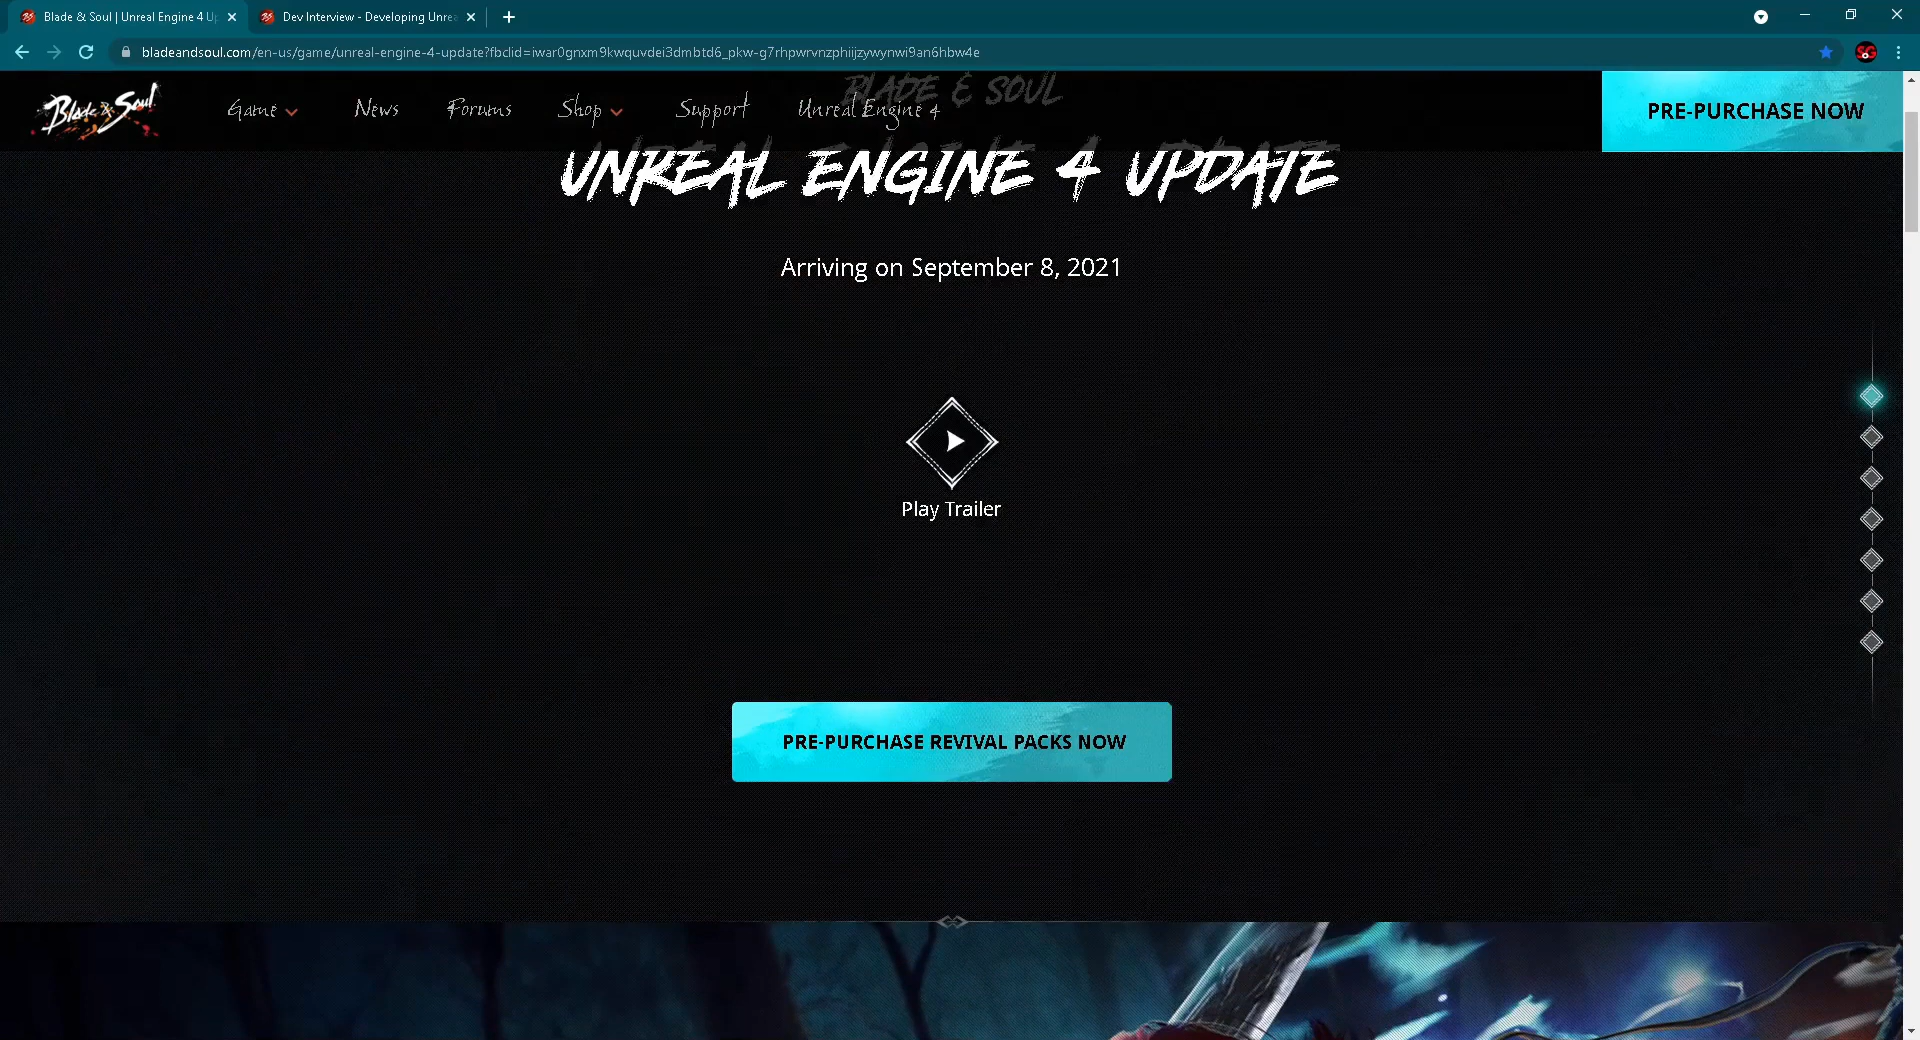 Blade & Soul | Unreal Engine 4 Up
Dev Interview - Developing Unrea
bladeandsoul.com/en-us/game/unreal-engine-4-update?fbclid=iwar0gnxm9kwquvdei3dmbtd6_pkw-g7rhpwrvnzphiijzywynwi9an6hbw4e
SG
BLADE & SOUL
Blade & Soul
Game
News
Forums
Shop
Support
Unreal Engine 4
PRE-PURCHASE NOW
UNREAL ENGINE 4 UPDATE
Arriving on September 8, 2021
Play Trailer
PRE-PURCHASE REVIVAL PACKS NOW